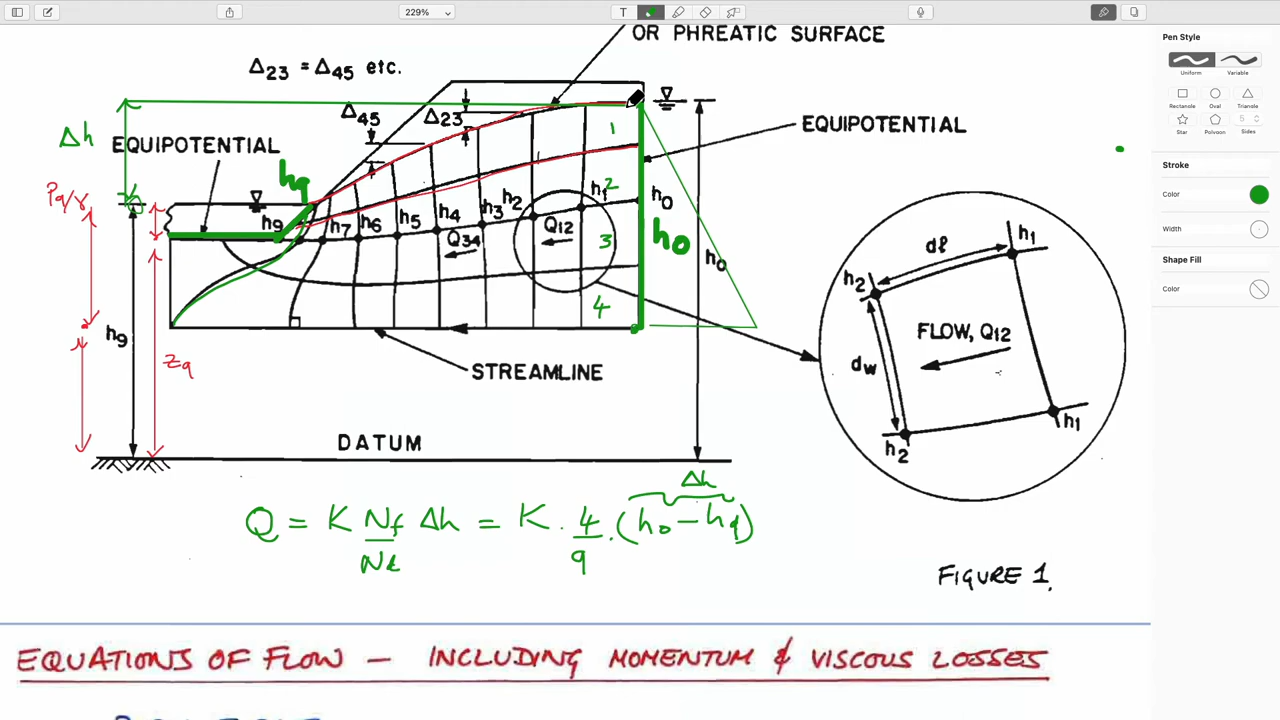 229%
T
Pen Style
Uniform
Variable
Rectangle
Oval
Triangle
Star
Polygon
5
Sides
Stroke
Color
Width
Shape Fill
Color
OR PHREATIC SURFACE
Δ23 = Δ45 etc.
Δ45
Δ23
Δh
EQUIPOTENTIAL
EQUIPOTENTIAL
h9
P9/γ
h9
h7
h6
h5
h4
h3
h2
h1
h0
h0
h0
1
2
3
4
Q34
Q12
h9
z9
STREAMLINE
DATUM
dℓ
h1
h2
FLOW, Q12
dw
h1
h2
Δh
Q = K Nf/Nd Δh = K · 4/9 · (h0 − h9)
FIGURE 1.
EQUATIONS OF FLOW — INCLUDING MOMENTUM & VISCOUS LOSSES